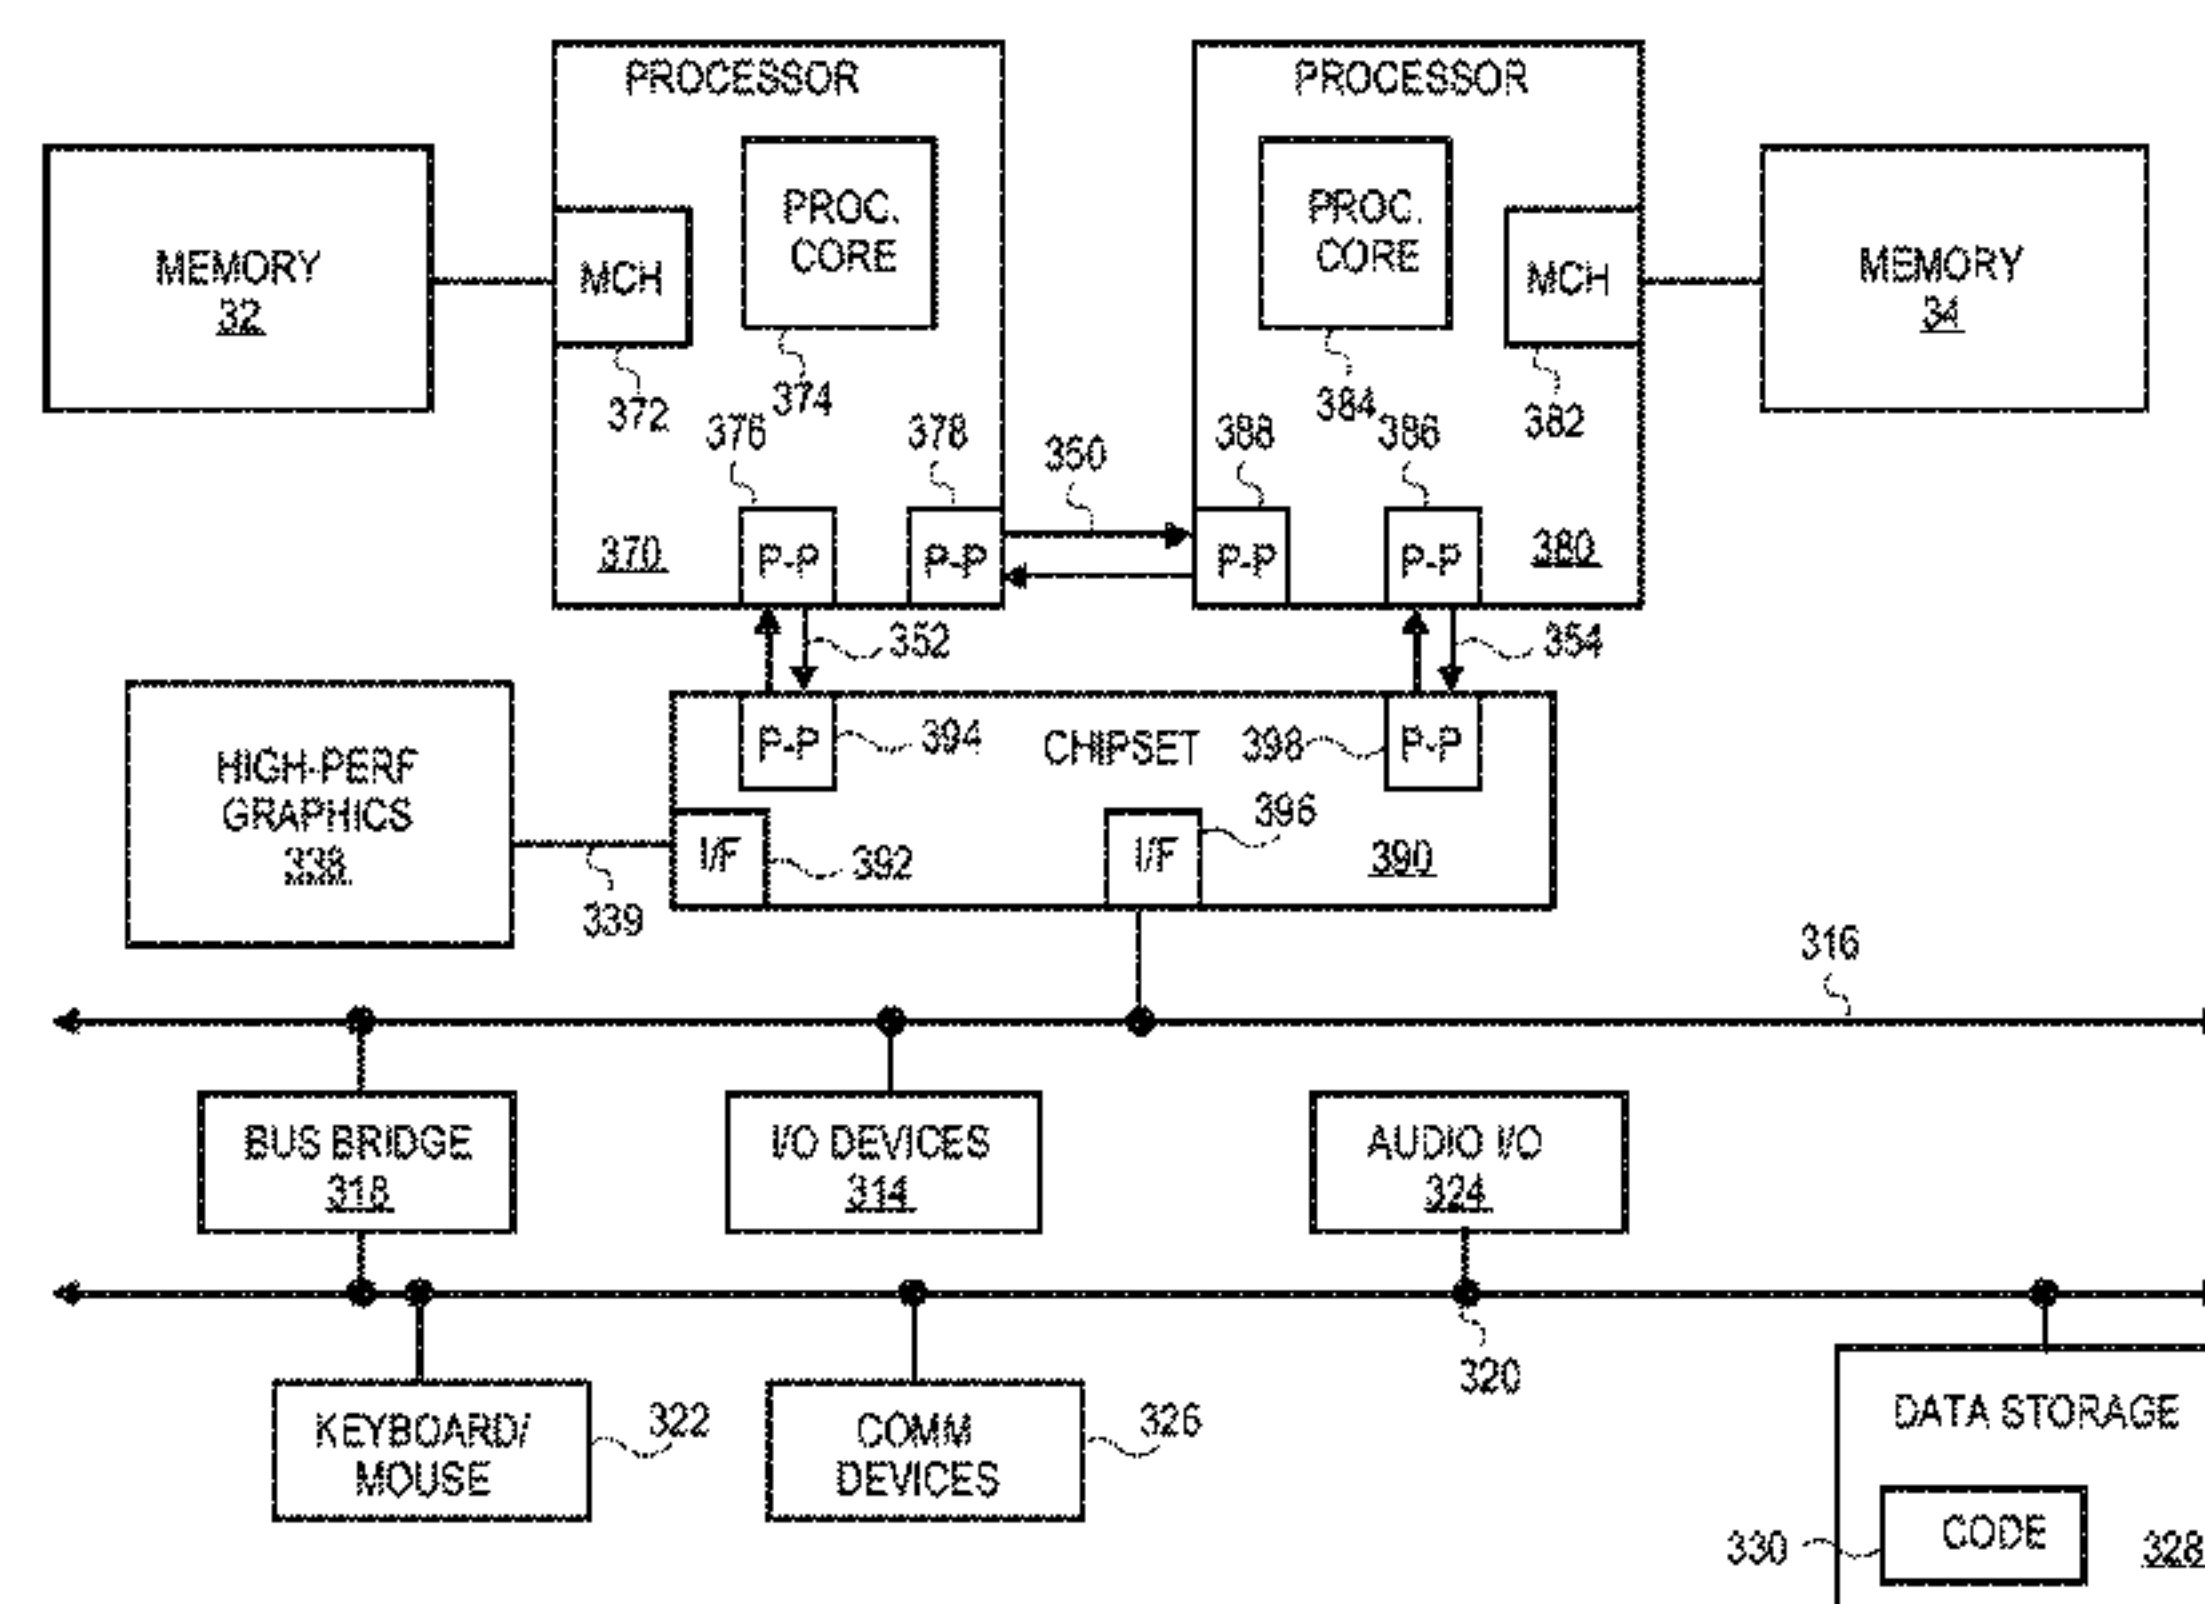 PROCESSOR
PROCESSOR
PROC.
CORE
PROC.
CORE
MEMORY
32
MCH
MCH
MEMORY
34
372
374
384
382
376
378
350
388
386
370
P-P
P-P
P-P
P-P
380
352
354
HIGH-PERF
GRAPHICS
338
P-P
394
CHIPSET
398
P-P
396
I/F
392
I/F
390
339
316
BUS BRIDGE
318
I/O DEVICES
314
AUDIO I/O
324
320
KEYBOARD/
MOUSE
322
COMM
DEVICES
326
DATA STORAGE
CODE
330
328